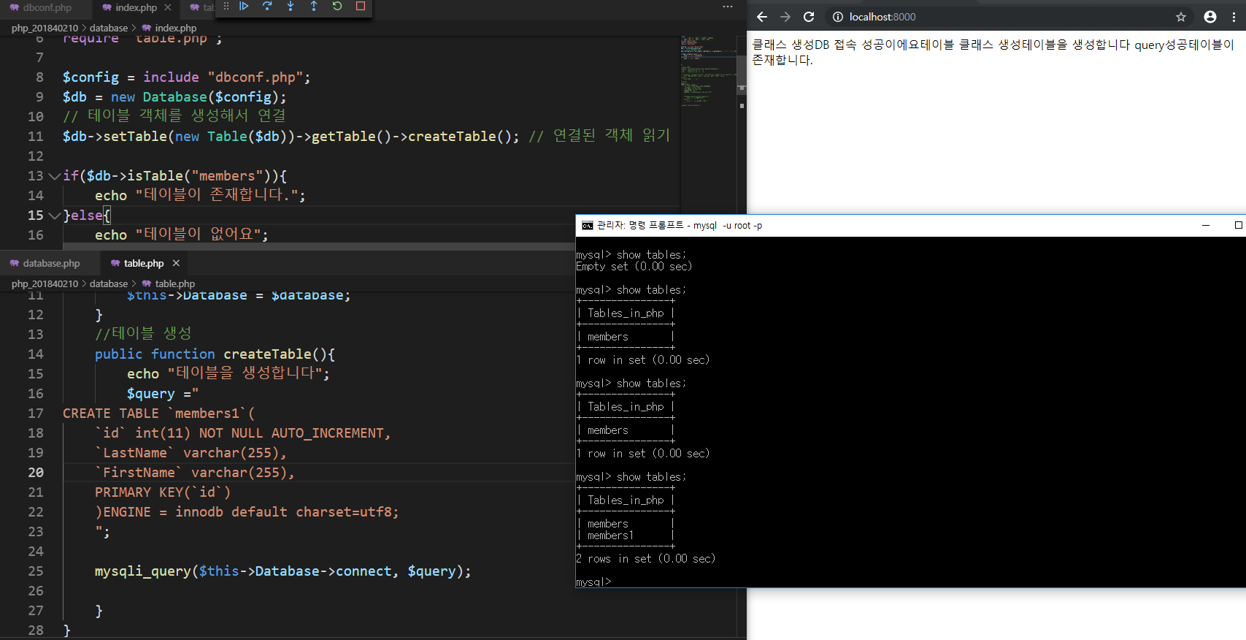 dbconf.php
index.php
php_201840210 > database > index.php
6 require "table.php";
7
8 $config = include "dbconf.php";
9 $db = new Database($config);
10 // 테이블 객체를 생성해서 연결
11 $db->setTable(new Table($db))->getTable()->createTable(); // 연결된 객체 읽기
12
13 if($db->isTable("members")){
14 echo "테이블이 존재합니다.";
15 }else{
16 echo "테이블이 없어요";
database.php
table.php
php_201840210 > database > table.php
11 $this->Database = $database;
12 }
13 //테이블 생성
14 public function createTable(){
15 echo "테이블을 생성합니다";
16 $query ="
17 CREATE TABLE `members1`(
18 `id` int(11) NOT NULL AUTO_INCREMENT,
19 `LastName` varchar(255),
20 `FirstName` varchar(255),
21 PRIMARY KEY(`id`)
22 )ENGINE = innodb default charset=utf8;
23 ";
24
25 mysqli_query($this->Database->connect, $query);
26
27 }
28 }
localhost:8000
클래스 생성DB 접속 성공이에요테이블 클래스 생성테이블을 생성합니다 query성공테이블이
존재합니다.
관리자: 명령 프롬프트 - mysql -u root -p
mysql> show tables;
Empty set (0.00 sec)
mysql> show tables;
+---------------+
| Tables_in_php |
+---------------+
| members |
+---------------+
1 row in set (0.00 sec)
mysql> show tables;
+---------------+
| Tables_in_php |
+---------------+
| members |
+---------------+
1 row in set (0.00 sec)
mysql> show tables;
+---------------+
| Tables_in_php |
+---------------+
| members |
| members1 |
+---------------+
2 rows in set (0.00 sec)
mysql>